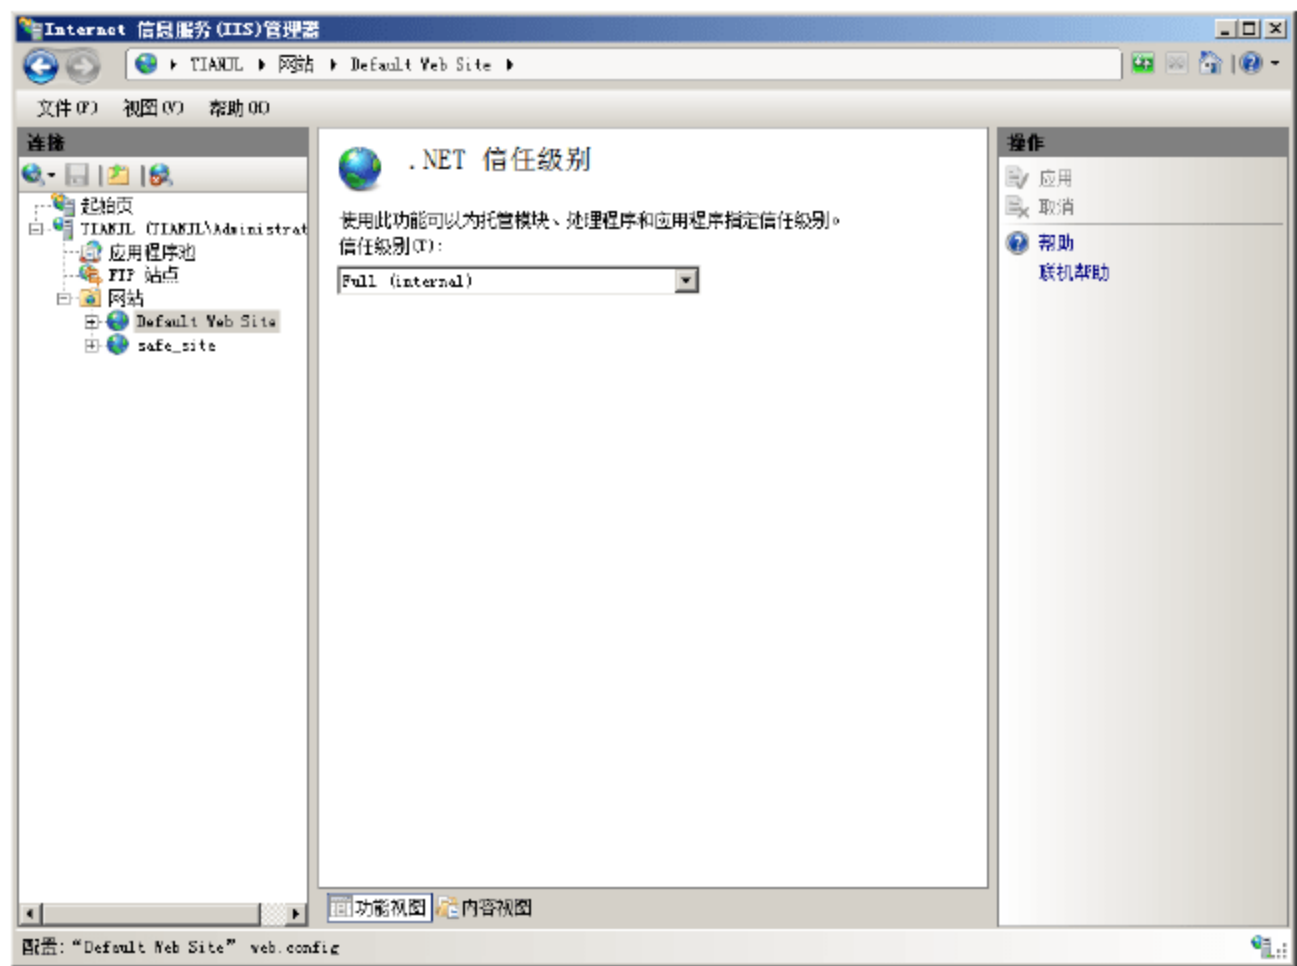 Internet 信息服务(IIS)管理器
TIANJL 网站 Default Web Site
文件(F) 视图(V) 帮助(H)
连接
起始页
TIANJL (TIANJL\Administrat
应用程序池
FTP 站点
网站
Default Web Site
safe_site
.NET 信任级别
使用此功能可以为托管模块、处理程序和应用程序指定信任级别。
信任级别(T):
Full (internal)
功能视图 内容视图
操作
应用
取消
帮助
联机帮助
配置:“Default Web Site” web.config